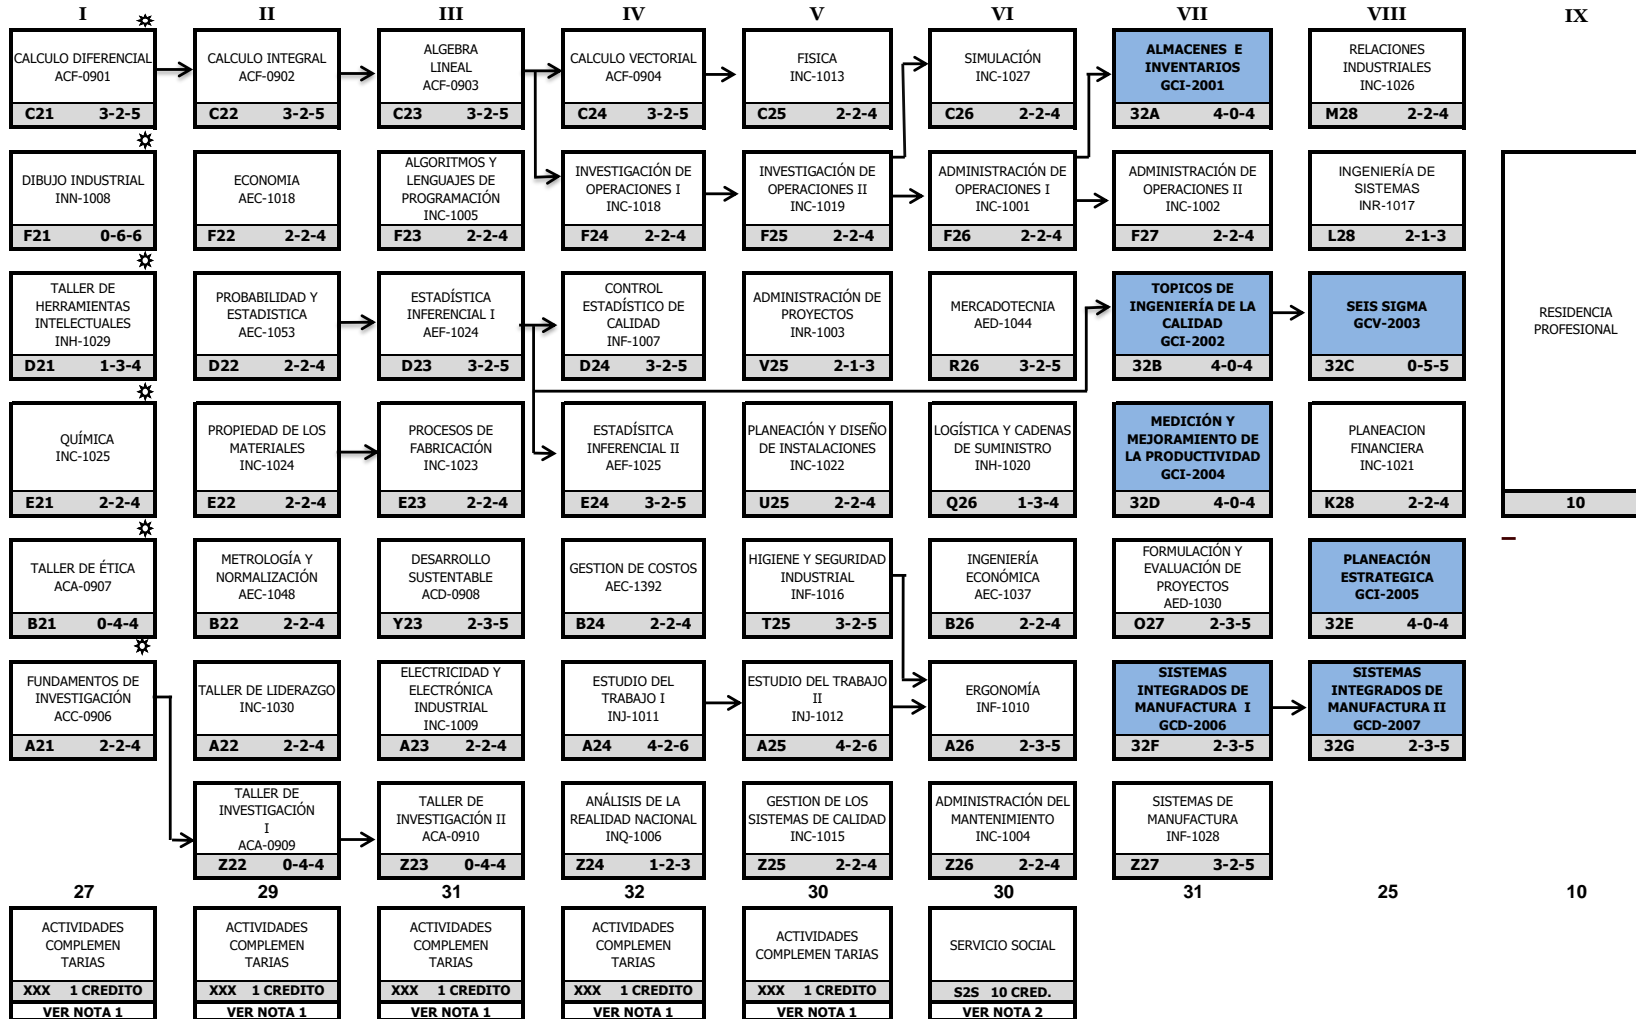 I II III IV V VI VII VIII IX
CALCULO DIFERENCIAL
ACF-0901
C21 3-2-5
CALCULO INTEGRAL
ACF-0902
C22 3-2-5
ALGEBRA
LINEAL
ACF-0903
C23 3-2-5
CALCULO VECTORIAL
ACF-0904
C24 3-2-5
FISICA
INC-1013
C25 2-2-4
SIMULACIÓN
INC-1027
C26 2-2-4
ALMACENES E
INVENTARIOS
GCI-2001
32A 4-0-4
RELACIONES
INDUSTRIALES
INC-1026
M28 2-2-4
DIBUJO INDUSTRIAL
INN-1008
F21 0-6-6
ECONOMIA
AEC-1018
F22 2-2-4
ALGORITMOS Y
LENGUAJES DE
PROGRAMACIÓN
INC-1005
F23 2-2-4
INVESTIGACIÓN DE
OPERACIONES I
INC-1018
F24 2-2-4
INVESTIGACIÓN DE
OPERACIONES II
INC-1019
F25 2-2-4
ADMINISTRACIÓN DE
OPERACIONES I
INC-1001
F26 2-2-4
ADMINISTRACIÓN DE
OPERACIONES II
INC-1002
F27 2-2-4
INGENIERÍA DE
SISTEMAS
INR-1017
L28 2-1-3
TALLER DE
HERRAMIENTAS
INTELECTUALES
INH-1029
D21 1-3-4
PROBABILIDAD Y
ESTADISTICA
AEC-1053
D22 2-2-4
ESTADÍSTICA
INFERENCIAL I
AEF-1024
D23 3-2-5
CONTROL
ESTADÍSTICO DE
CALIDAD
INF-1007
D24 3-2-5
ADMINISTRACIÓN DE
PROYECTOS
INR-1003
V25 2-1-3
MERCADOTECNIA
AED-1044
R26 3-2-5
TOPICOS DE
INGENIERÍA DE LA
CALIDAD
GCI-2002
32B 4-0-4
SEIS SIGMA
GCV-2003
32C 0-5-5
RESIDENCIA
PROFESIONAL
10
QUÍMICA
INC-1025
E21 2-2-4
PROPIEDAD DE LOS
MATERIALES
INC-1024
E22 2-2-4
PROCESOS DE
FABRICACIÓN
INC-1023
E23 2-2-4
ESTADÍSITCA
INFERENCIAL II
AEF-1025
E24 3-2-5
PLANEACIÓN Y DISEÑO
DE INSTALACIONES
INC-1022
U25 2-2-4
LOGÍSTICA Y CADENAS
DE SUMINISTRO
INH-1020
Q26 1-3-4
MEDICIÓN Y
MEJORAMIENTO DE
LA PRODUCTIVIDAD
GCI-2004
32D 4-0-4
PLANEACION
FINANCIERA
INC-1021
K28 2-2-4
TALLER DE ÉTICA
ACA-0907
B21 0-4-4
METROLOGÍA Y
NORMALIZACIÓN
AEC-1048
B22 2-2-4
DESARROLLO
SUSTENTABLE
ACD-0908
Y23 2-3-5
GESTION DE COSTOS
AEC-1392
B24 2-2-4
HIGIENE Y SEGURIDAD
INDUSTRIAL
INF-1016
T25 3-2-5
INGENIERÍA
ECONÓMICA
AEC-1037
B26 2-2-4
FORMULACIÓN Y
EVALUACIÓN DE
PROYECTOS
AED-1030
O27 2-3-5
PLANEACIÓN
ESTRATEGICA
GCI-2005
32E 4-0-4
FUNDAMENTOS DE
INVESTIGACIÓN
ACC-0906
A21 2-2-4
TALLER DE LIDERAZGO
INC-1030
A22 2-2-4
ELECTRICIDAD Y
ELECTRÓNICA
INDUSTRIAL
INC-1009
A23 2-2-4
ESTUDIO DEL
TRABAJO I
INJ-1011
A24 4-2-6
ESTUDIO DEL TRABAJO
II
INJ-1012
A25 4-2-6
ERGONOMÍA
INF-1010
A26 2-3-5
SISTEMAS
INTEGRADOS DE
MANUFACTURA I
GCD-2006
32F 2-3-5
SISTEMAS
INTEGRADOS DE
MANUFACTURA II
GCD-2007
32G 2-3-5
TALLER DE
INVESTIGACIÓN
I
ACA-0909
Z22 0-4-4
TALLER DE
INVESTIGACIÓN II
ACA-0910
Z23 0-4-4
ANÁLISIS DE LA
REALIDAD NACIONAL
INQ-1006
Z24 1-2-3
GESTION DE LOS
SISTEMAS DE CALIDAD
INC-1015
Z25 2-2-4
ADMINISTRACIÓN DEL
MANTENIMIENTO
INC-1004
Z26 2-2-4
SISTEMAS DE
MANUFACTURA
INF-1028
Z27 3-2-5
27 29 31 32 30 30 31 25 10
ACTIVIDADES
COMPLEMEN
TARIAS
XXX 1 CREDITO
VER NOTA 1
ACTIVIDADES
COMPLEMEN
TARIAS
XXX 1 CREDITO
VER NOTA 1
ACTIVIDADES
COMPLEMEN
TARIAS
XXX 1 CREDITO
VER NOTA 1
ACTIVIDADES
COMPLEMEN
TARIAS
XXX 1 CREDITO
VER NOTA 1
ACTIVIDADES
COMPLEMEN TARIAS
XXX 1 CREDITO
VER NOTA 1
SERVICIO SOCIAL
S2S 10 CRED.
VER NOTA 2